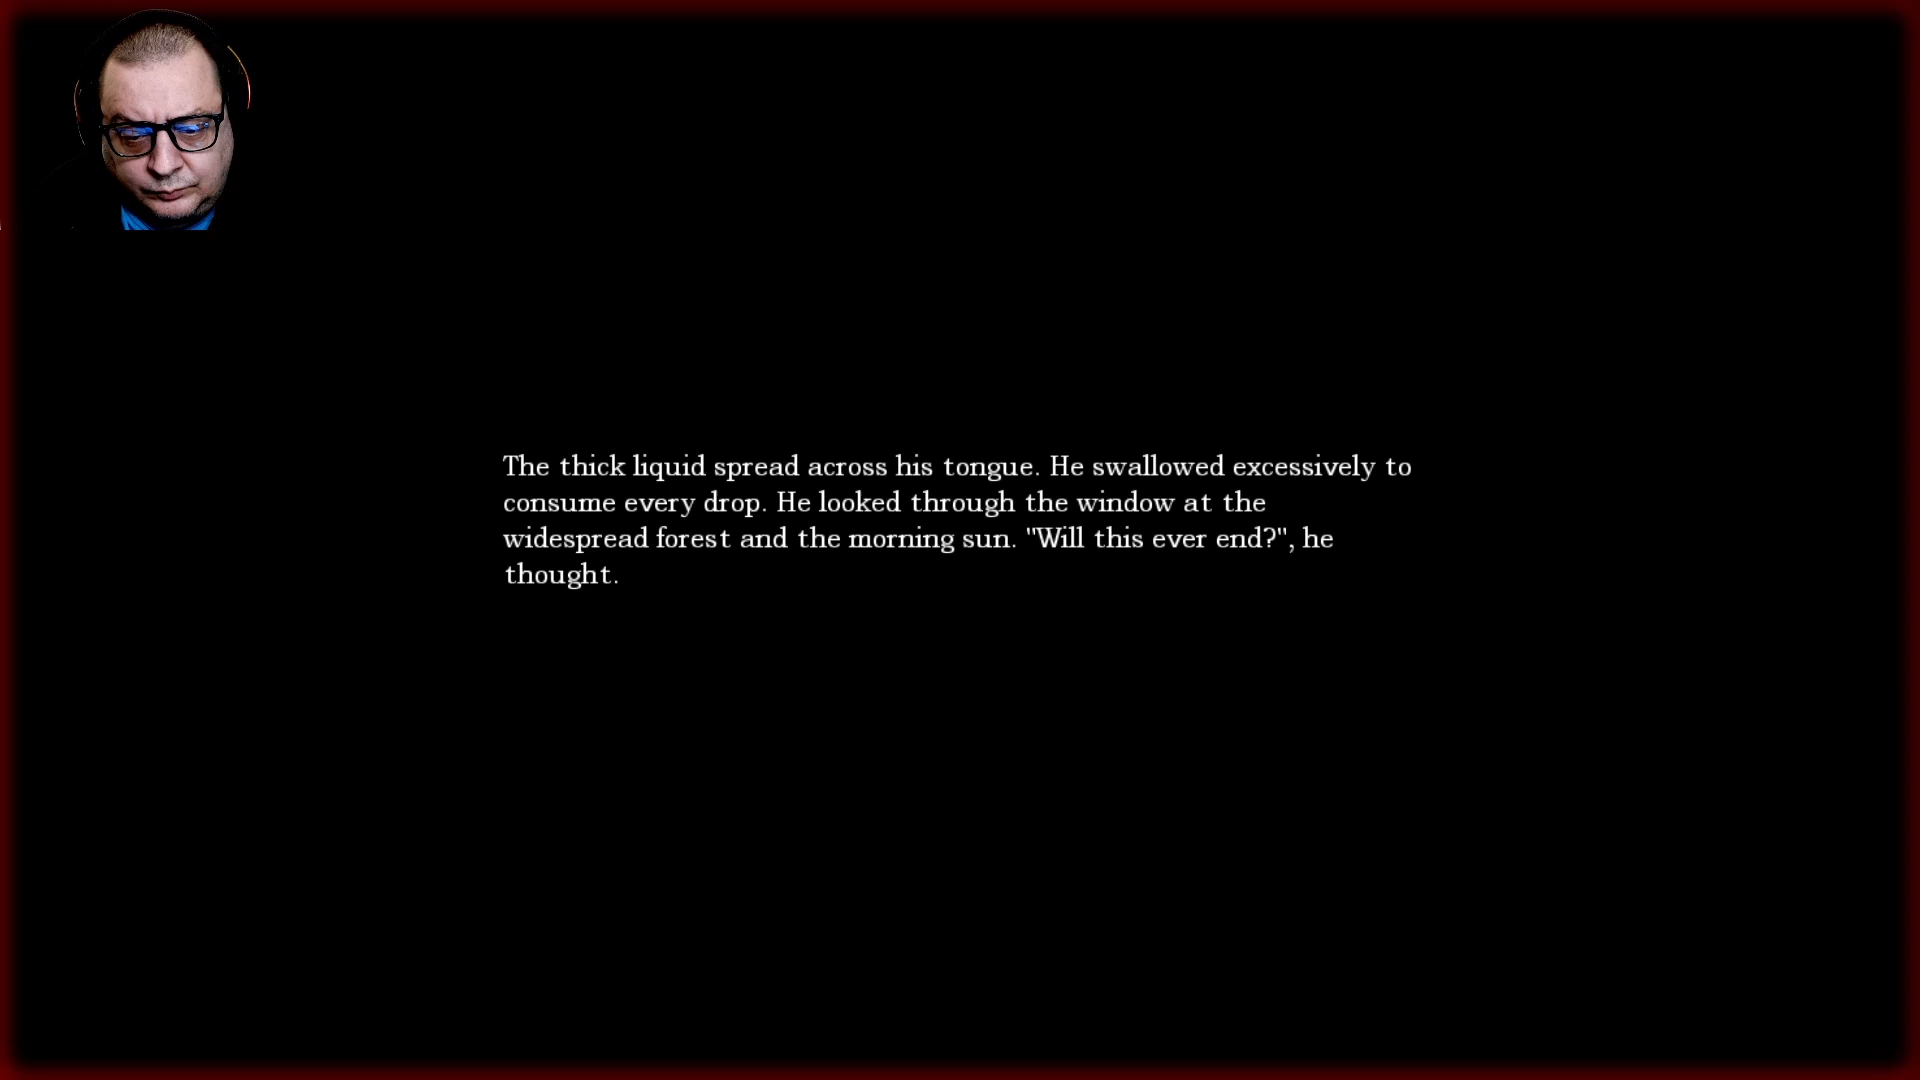 The thick liquid spread across his tongue. He swallowed excessively to
consume every drop. He looked through the window at the
widespread forest and the morning sun. "Will this ever end?", he
thought.